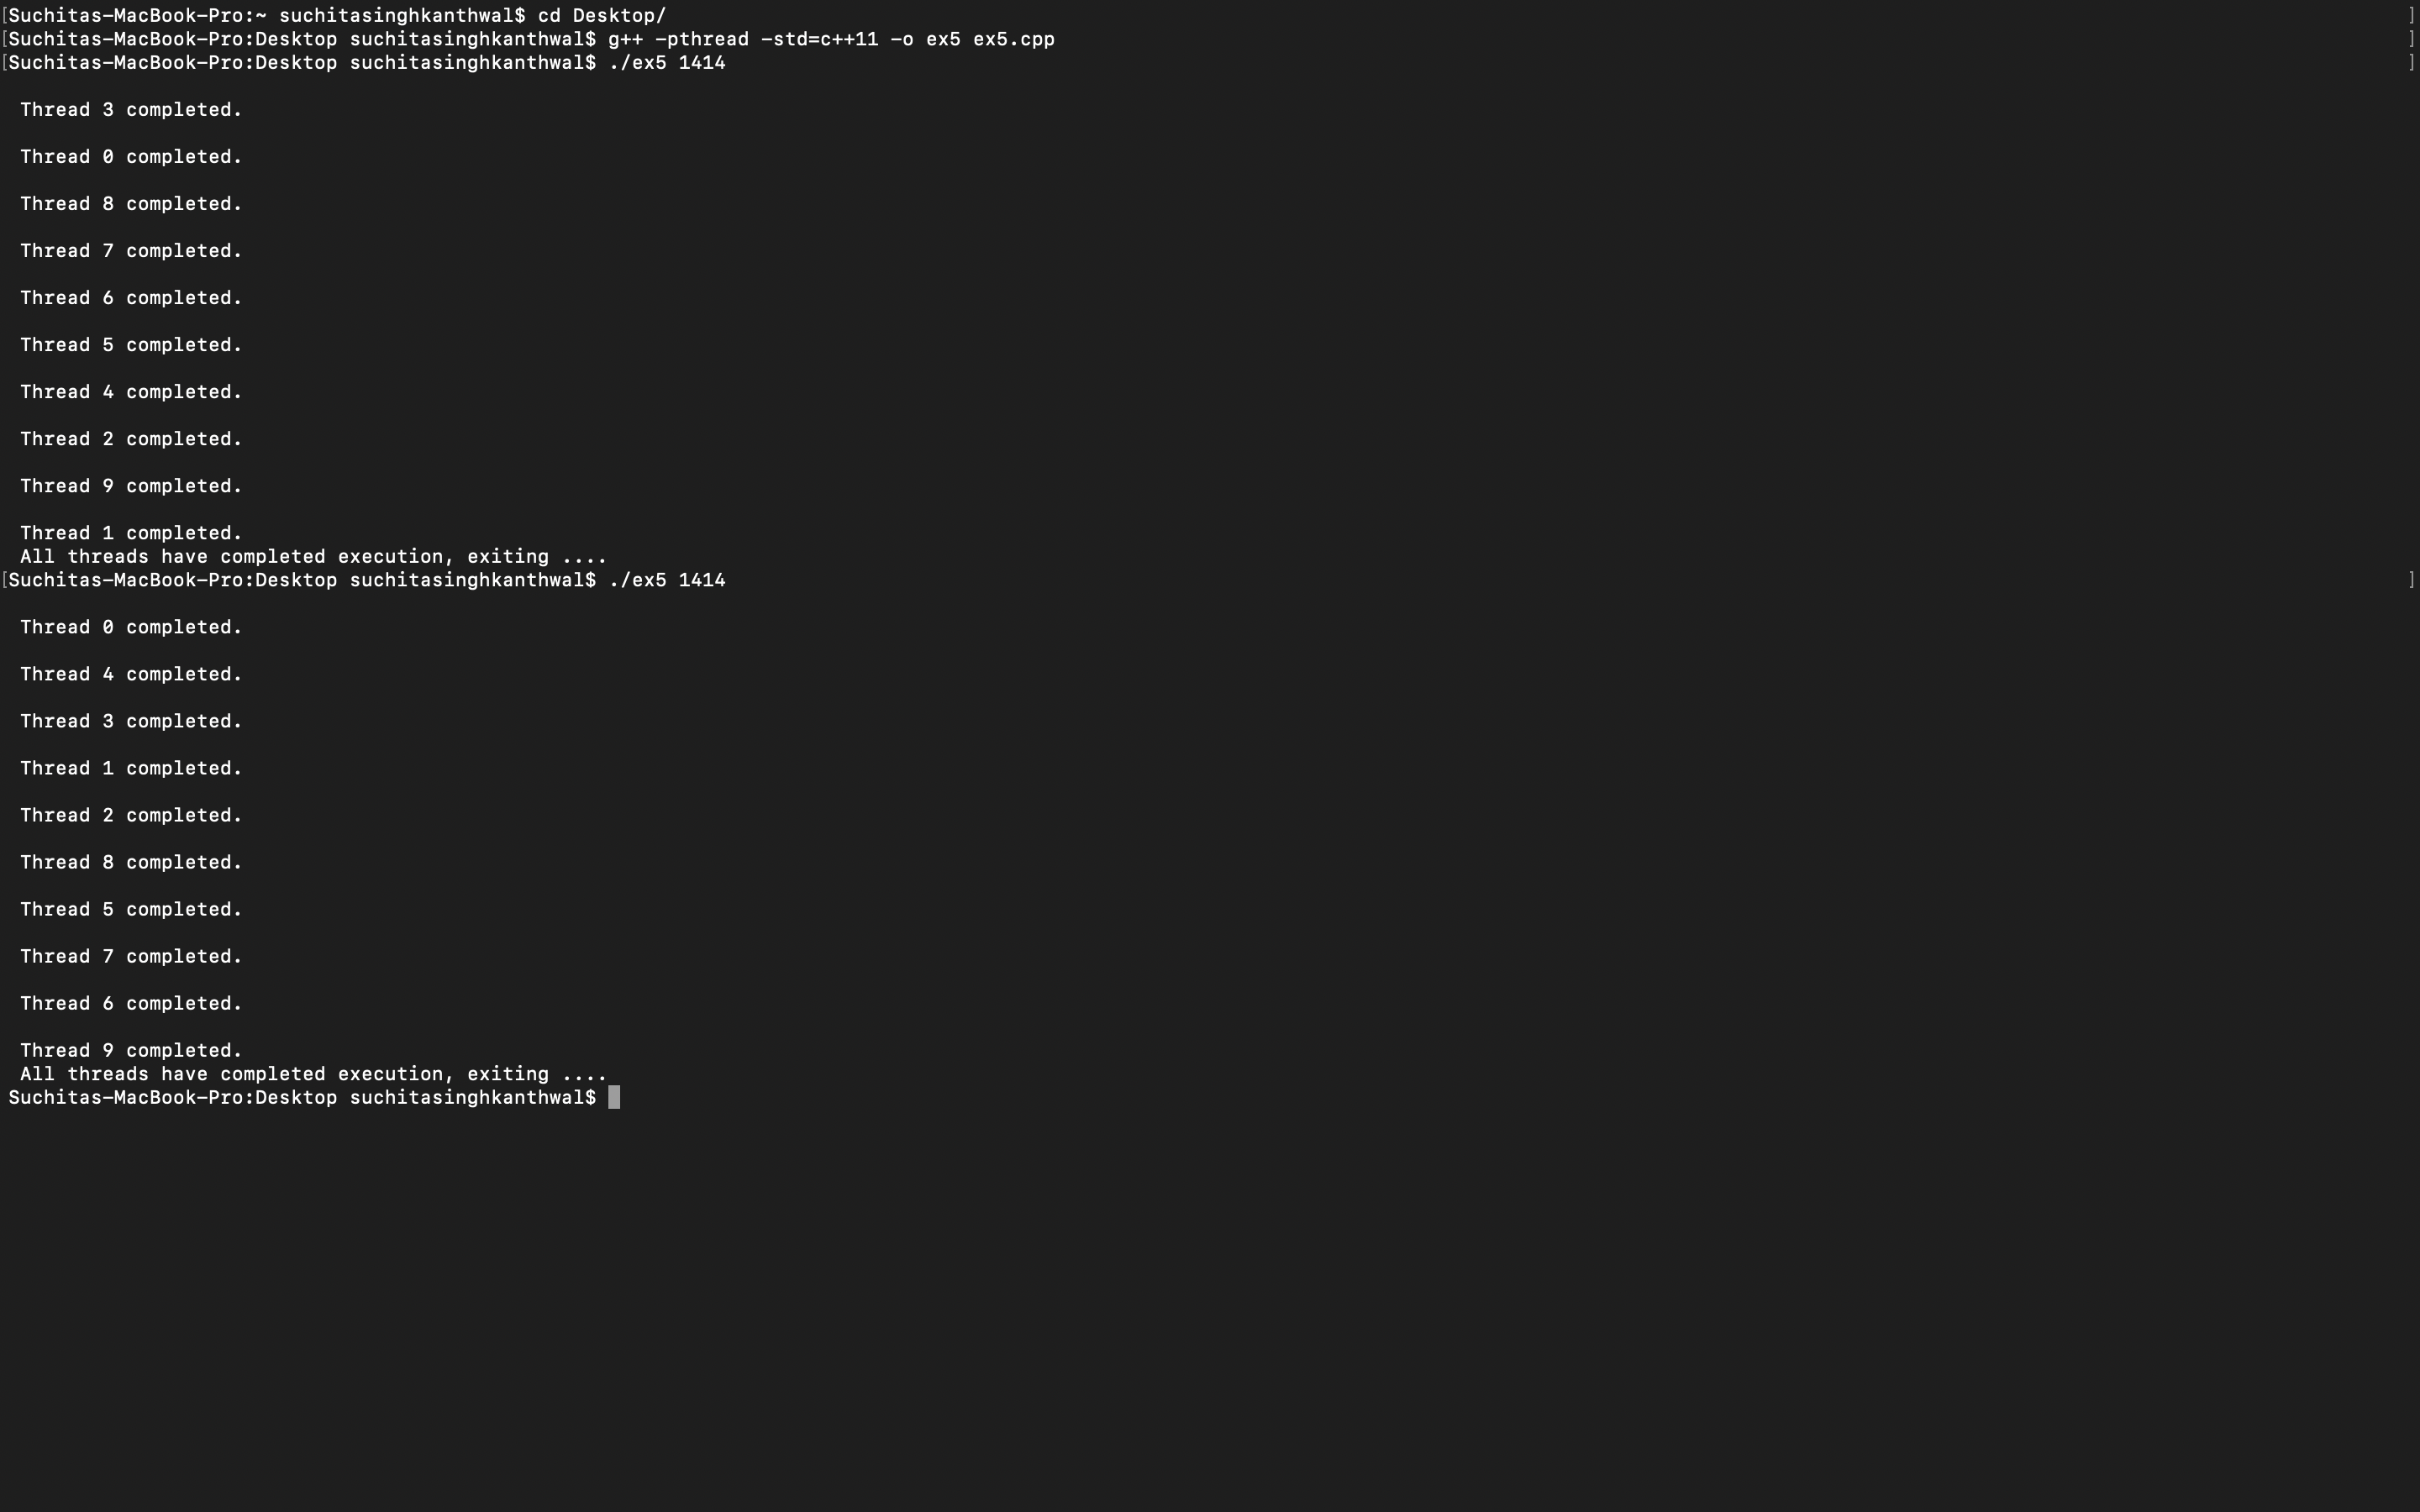 [Suchitas-MacBook-Pro:~ suchitasinghkanthwal$ cd Desktop/ ]
[Suchitas-MacBook-Pro:Desktop suchitasinghkanthwal$ g++ -pthread -std=c++11 -o ex5 ex5.cpp ]
[Suchitas-MacBook-Pro:Desktop suchitasinghkanthwal$ ./ex5 1414 ]
Thread 3 completed.
Thread 0 completed.
Thread 8 completed.
Thread 7 completed.
Thread 6 completed.
Thread 5 completed.
Thread 4 completed.
Thread 2 completed.
Thread 9 completed.
Thread 1 completed.
All threads have completed execution, exiting ....
[Suchitas-MacBook-Pro:Desktop suchitasinghkanthwal$ ./ex5 1414 ]
Thread 0 completed.
Thread 4 completed.
Thread 3 completed.
Thread 1 completed.
Thread 2 completed.
Thread 8 completed.
Thread 5 completed.
Thread 7 completed.
Thread 6 completed.
Thread 9 completed.
All threads have completed execution, exiting ....
Suchitas-MacBook-Pro:Desktop suchitasinghkanthwal$